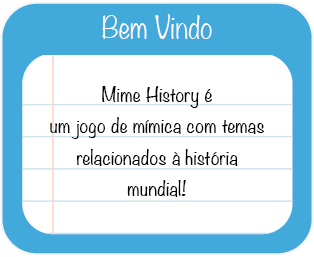 Bem Vindo
Mime History é
um jogo de mímica com temas
relacionados à história
mundial!